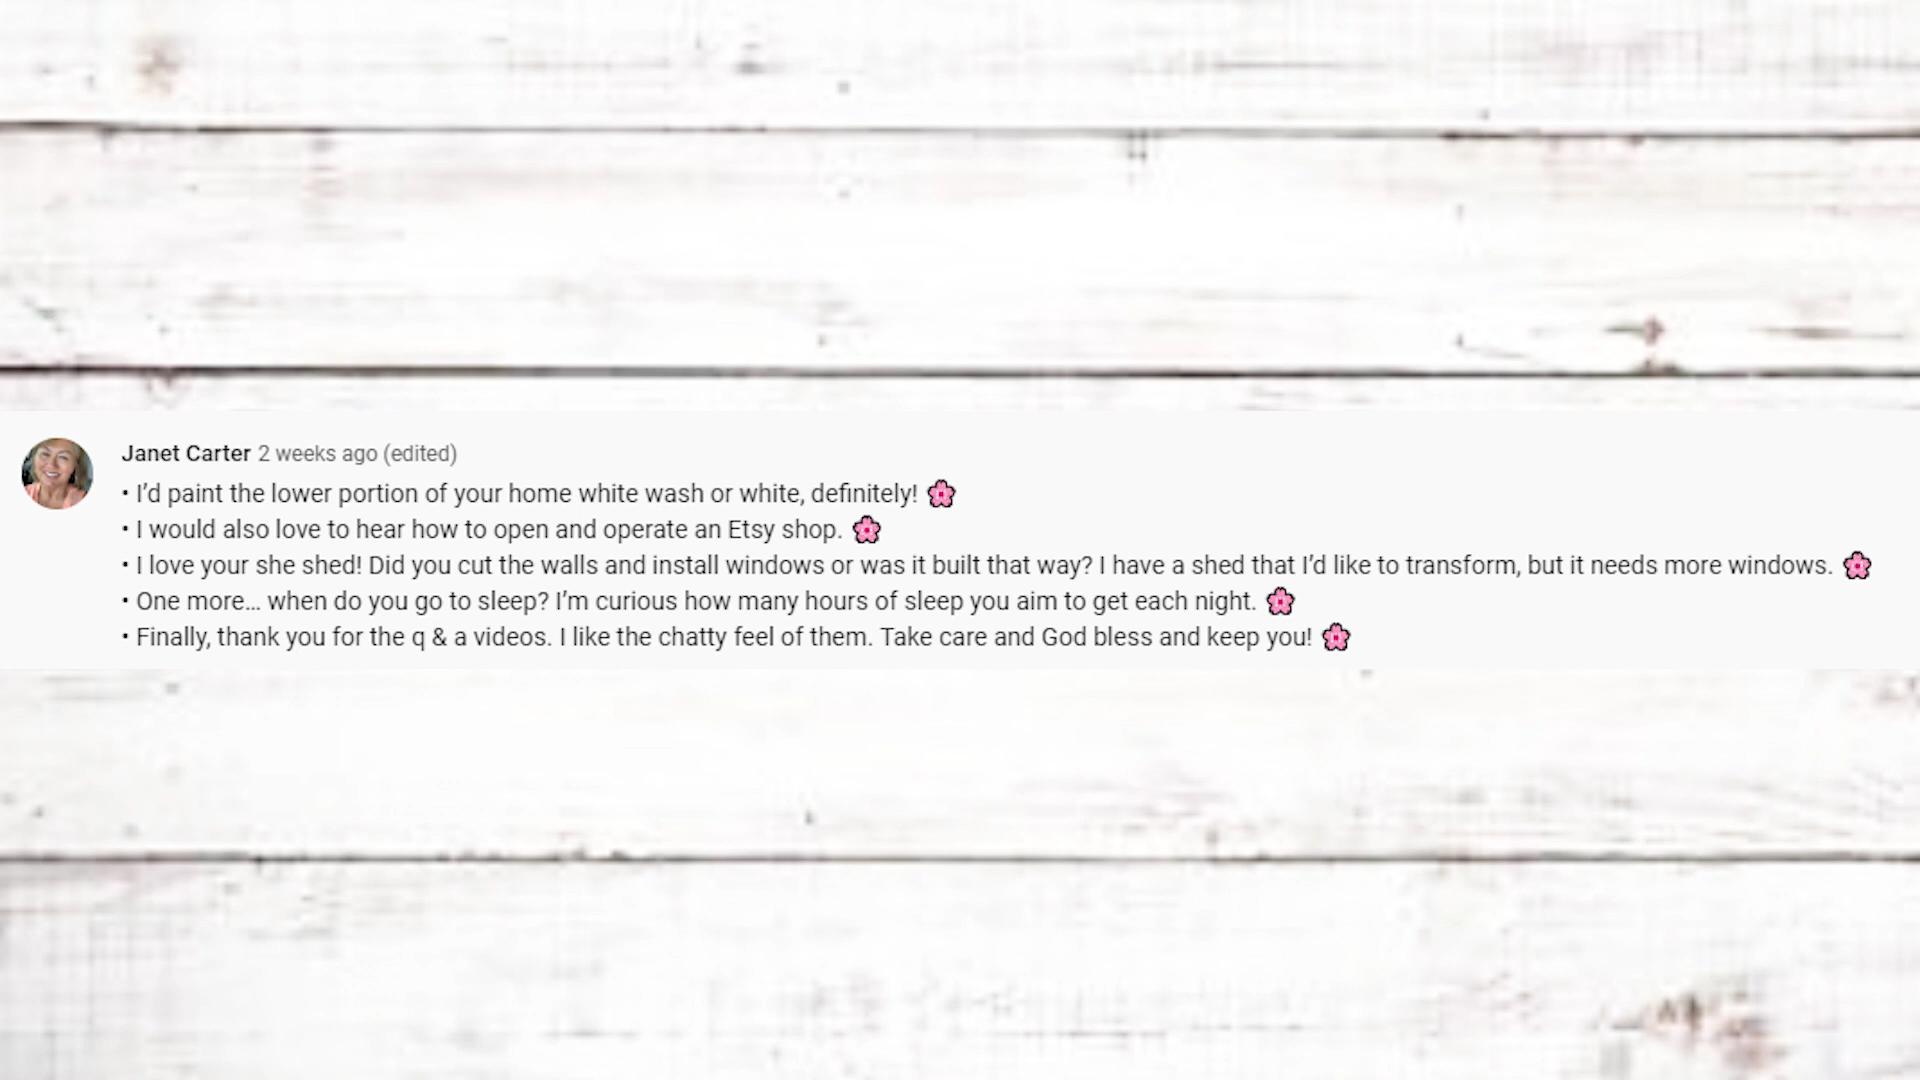 Janet Carter 2 weeks ago (edited)
• I’d paint the lower portion of your home white wash or white, definitely! 🌸
• I would also love to hear how to open and operate an Etsy shop. 🌸
• I love your she shed! Did you cut the walls and install windows or was it built that way? I have a shed that I’d like to transform, but it needs more windows. 🌸
• One more... when do you go to sleep? I’m curious how many hours of sleep you aim to get each night. 🌸
• Finally, thank you for the q & a videos. I like the chatty feel of them. Take care and God bless and keep you! 🌸